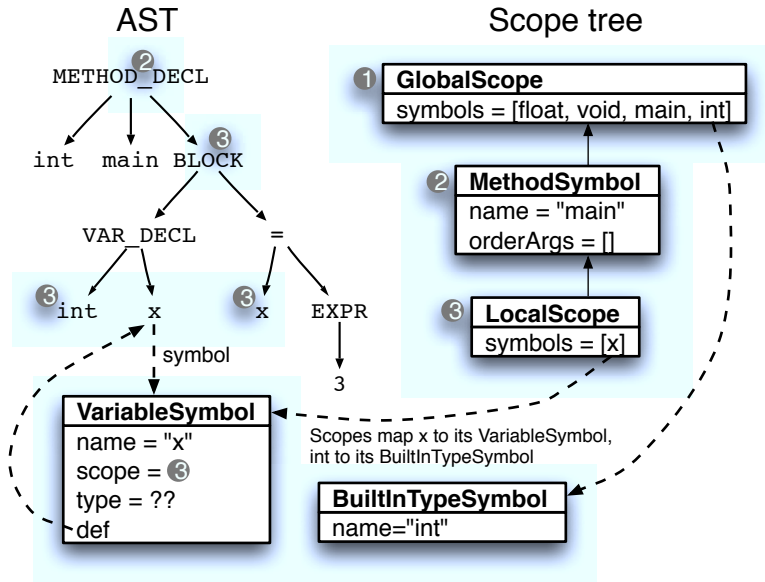 AST
Scope tree
2
METHOD_DECL
int main BLOCK
3
VAR_DECL =
3 int x 3 x EXPR
symbol
3
1 GlobalScope
symbols = [float, void, main, int]
2 MethodSymbol
name = "main"
orderArgs = []
3 LocalScope
symbols = [x]
VariableSymbol
name = "x"
scope = 3
type = ??
def
Scopes map x to its VariableSymbol,
int to its BuiltInTypeSymbol
BuiltInTypeSymbol
name="int"